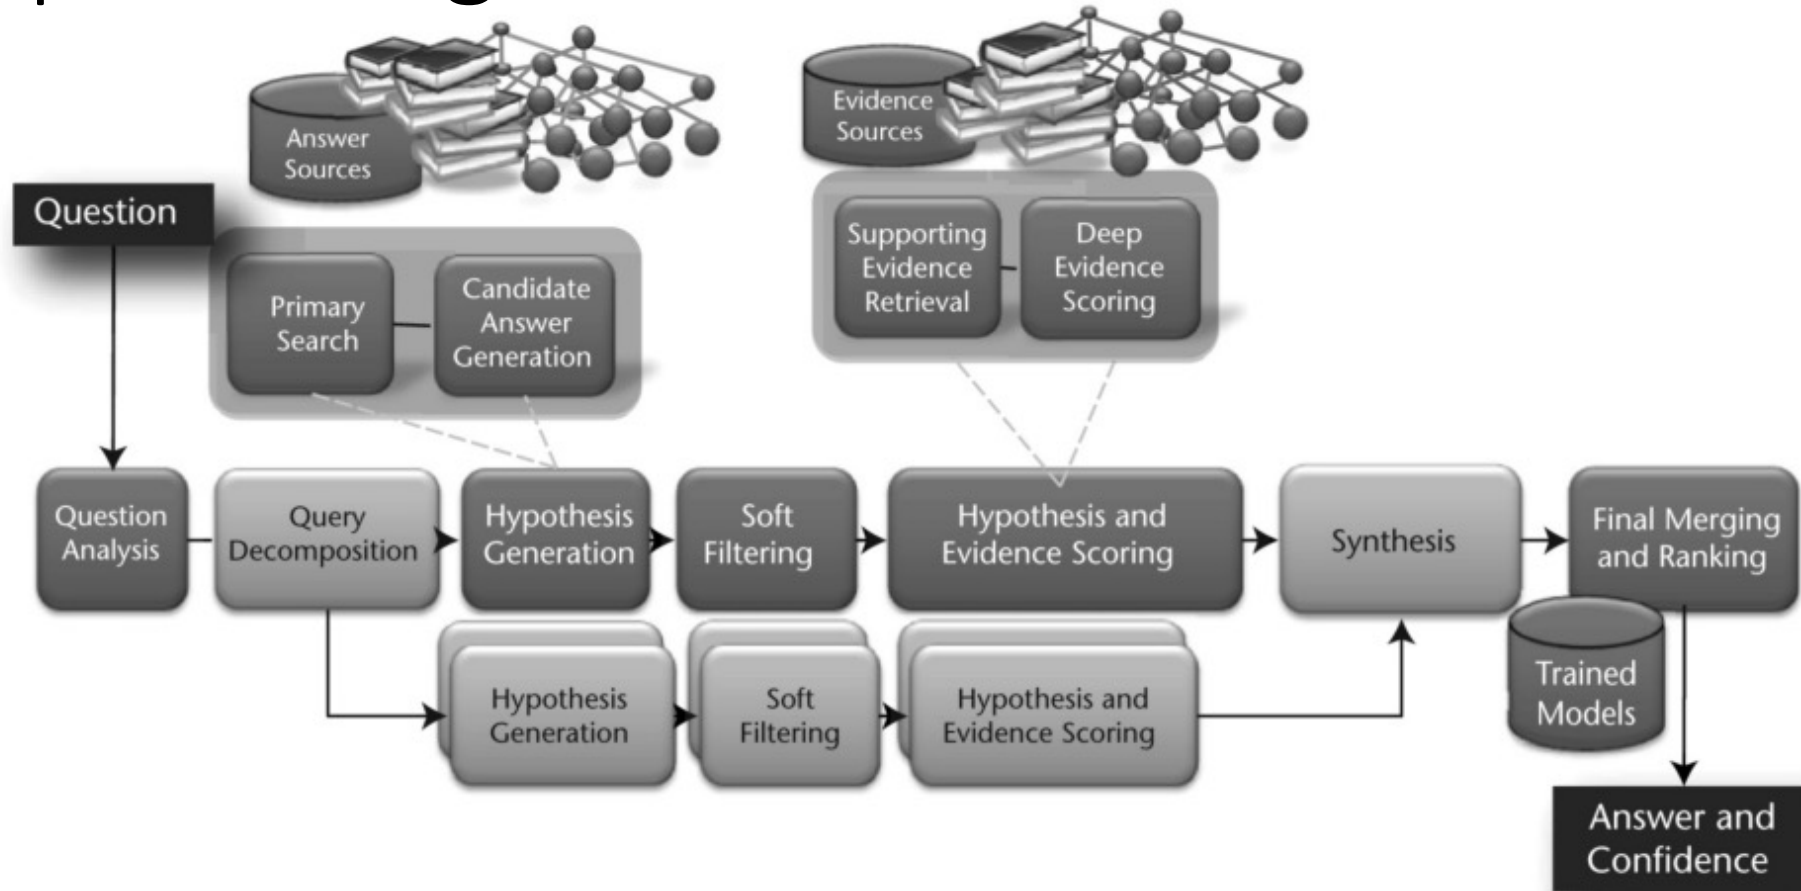 Answer
Sources
Evidence
Sources
Question
Primary
Search
Candidate
Answer
Generation
Supporting
Evidence
Retrieval
Deep
Evidence
Scoring
Question
Analysis
Query
Decomposition
Hypothesis
Generation
Soft
Filtering
Hypothesis and
Evidence Scoring
Synthesis
Final Merging
and Ranking
Hypothesis
Generation
Soft
Filtering
Hypothesis and
Evidence Scoring
Trained
Models
Answer and
Confidence